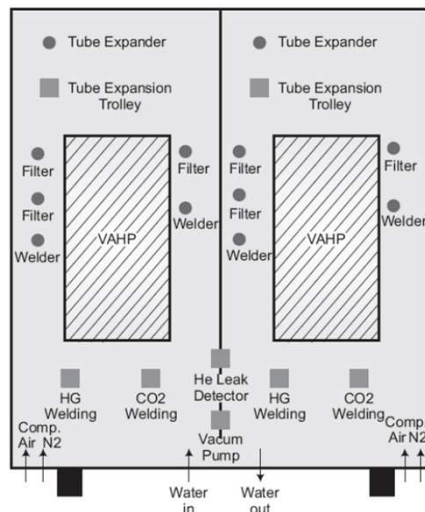 Tube Expander
Tube Expander
Tube Expansion
Trolley
Tube Expansion
Trolley
Filter
Filter
Filter
Filter
Filter
Filter
Welder
Welder
Welder
Welder
VAHP
VAHP
He Leak
Detector
HG
Welding
CO2
Welding
HG
Welding
CO2
Welding
Comp.
Air N2
Vacum
Pump
Comp.
Air N2
Water
in
Water
out